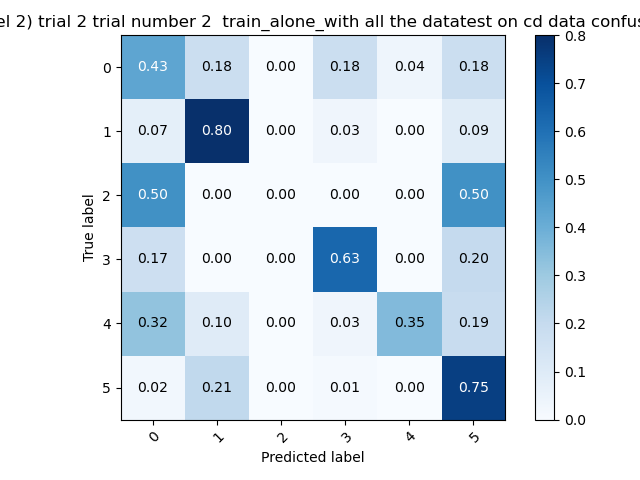 el 2) trial 2 trial number 2  train_alone_with all the datatest on cd data confus
0 0.43 0.18 0.00 0.18 0.04 0.18
1 0.07 0.80 0.00 0.03 0.00 0.09
2 0.50 0.00 0.00 0.00 0.00 0.50
3 0.17 0.00 0.00 0.63 0.00 0.20
4 0.32 0.10 0.00 0.03 0.35 0.19
5 0.02 0.21 0.00 0.01 0.00 0.75
0 1 2 3 4 5
True label
Predicted label
0.8
0.7
0.6
0.5
0.4
0.3
0.2
0.1
0.0